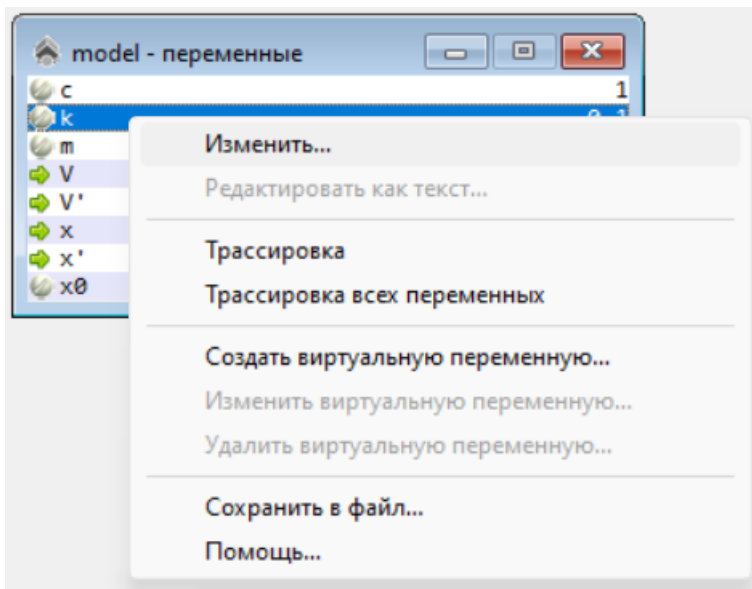 model - переменные
c 1
k
m
V
V'
x
x'
x0
Изменить...
Редактировать как текст...
Трассировка
Трассировка всех переменных
Создать виртуальную переменную...
Изменить виртуальную переменную...
Удалить виртуальную переменную...
Сохранить в файл...
Помощь...